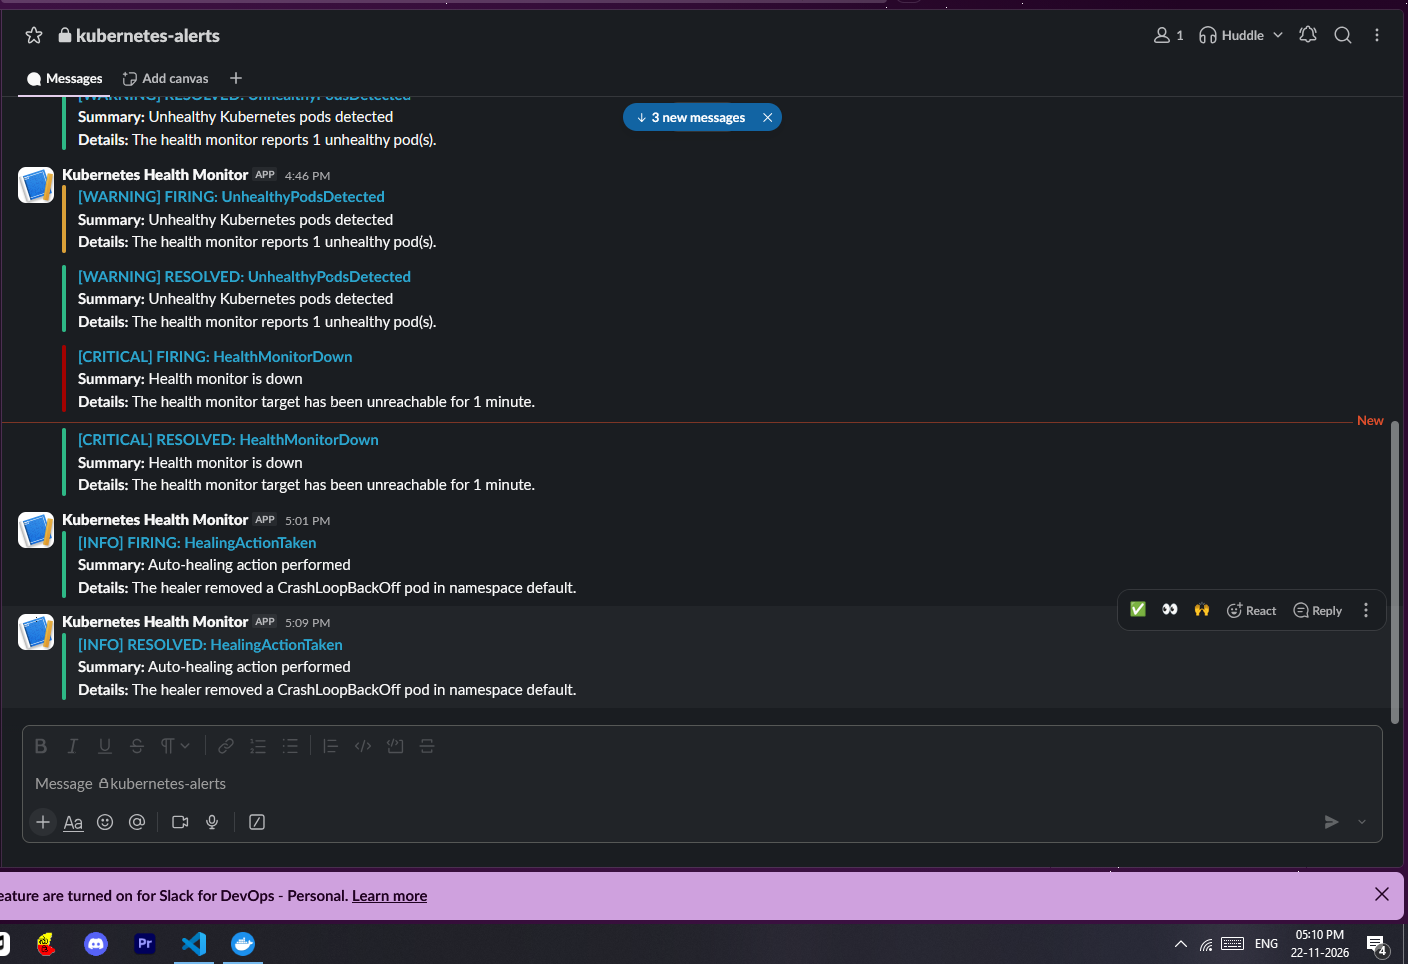 kubernetes-alerts
1
Huddle
Messages
Add canvas
[WARNING] RESOLVED: UnhealthyPodsDetected
Summary: Unhealthy Kubernetes pods detected
3 new messages
Details: The health monitor reports 1 unhealthy pod(s).
Kubernetes Health Monitor APP 4:46 PM
[WARNING] FIRING: UnhealthyPodsDetected
Summary: Unhealthy Kubernetes pods detected
Details: The health monitor reports 1 unhealthy pod(s).
[WARNING] RESOLVED: UnhealthyPodsDetected
Summary: Unhealthy Kubernetes pods detected
Details: The health monitor reports 1 unhealthy pod(s).
[CRITICAL] FIRING: HealthMonitorDown
Summary: Health monitor is down
Details: The health monitor target has been unreachable for 1 minute.
New
[CRITICAL] RESOLVED: HealthMonitorDown
Summary: Health monitor is down
Details: The health monitor target has been unreachable for 1 minute.
Kubernetes Health Monitor APP 5:01 PM
[INFO] FIRING: HealingActionTaken
Summary: Auto-healing action performed
Details: The healer removed a CrashLoopBackOff pod in namespace default.
React
Reply
Kubernetes Health Monitor APP 5:09 PM
[INFO] RESOLVED: HealingActionTaken
Summary: Auto-healing action performed
Details: The healer removed a CrashLoopBackOff pod in namespace default.
B I U S
Message kubernetes-alerts
Aa
eature are turned on for Slack for DevOps - Personal. Learn more
Pr
ENG
05:10 PM
22-11-2026
4